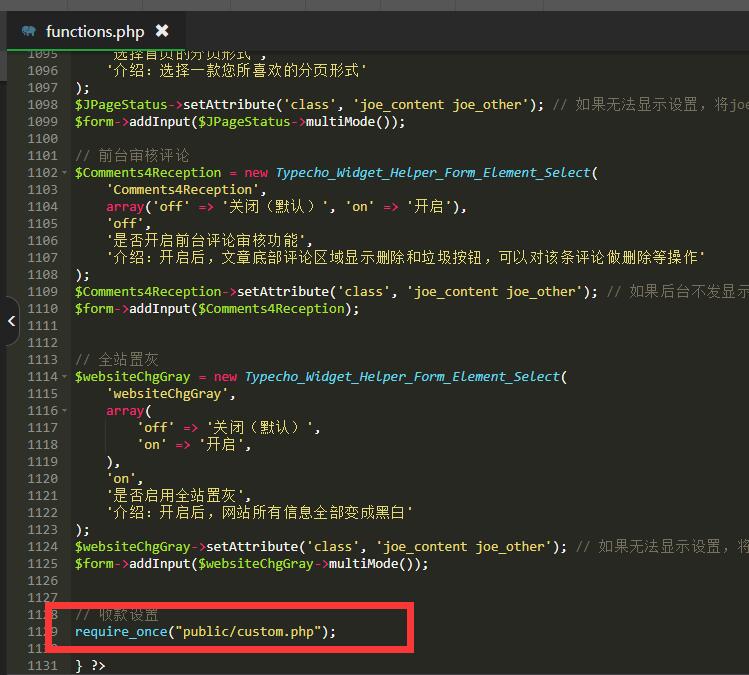 functions.php ✖
1095 '选择首页的分页形式',
1096 '介绍：选择一款您所喜欢的分页形式'
1097 );
1098 $JPageStatus->setAttribute('class', 'joe_content joe_other'); // 如果无法显示设置，将joe
1099 $form->addInput($JPageStatus->multiMode());
1100
1101 // 前台审核评论
1102 $Comments4Reception = new Typecho_Widget_Helper_Form_Element_Select(
1103 'Comments4Reception',
1104 array('off' => '关闭（默认）', 'on' => '开启'),
1105 'off',
1106 '是否开启前台评论审核功能',
1107 '介绍：开启后，文章底部评论区域显示删除和垃圾按钮，可以对该条评论做删除等操作'
1108 );
1109 $Comments4Reception->setAttribute('class', 'joe_content joe_other'); // 如果后台不发显示
1110 $form->addInput($Comments4Reception);
1111
1112
1113 // 全站置灰
1114 $websiteChgGray = new Typecho_Widget_Helper_Form_Element_Select(
1115 'websiteChgGray',
1116 array(
1117 'off' => '关闭（默认）',
1118 'on' => '开启',
1119 ),
1120 'on',
1121 '是否启用全站置灰',
1122 '介绍：开启后，网站所有信息全部变成黑白'
1123 );
1124 $websiteChgGray->setAttribute('class', 'joe_content joe_other'); // 如果无法显示设置，将
1125 $form->addInput($websiteChgGray->multiMode());
1126
1127
1128 // 收款设置
1129 require_once("public/custom.php");
1130
1131 } ?>